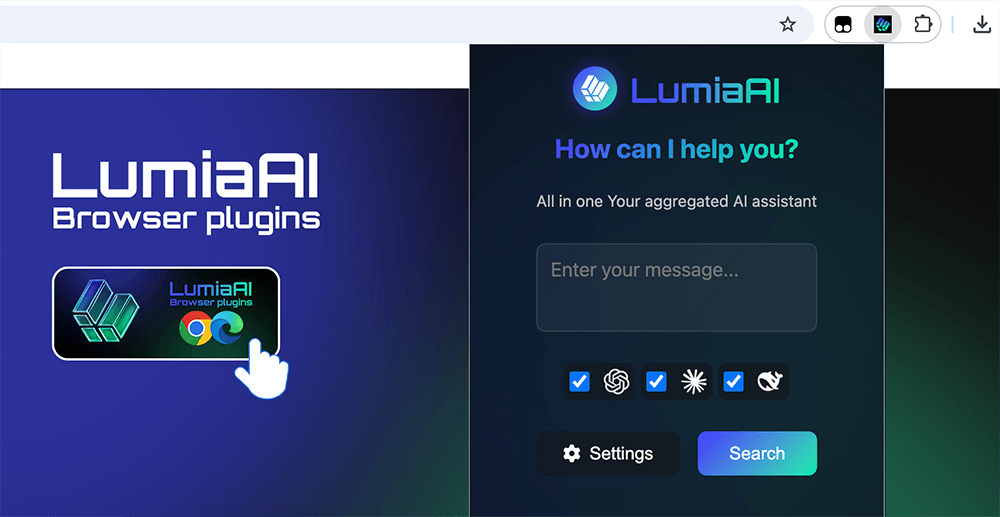 LumiaAI
Browser plugins
LumiaAI
Browser plugins
LumiaAI
How can I help you?
All in one Your aggregated AI assistant
Enter your message...
Settings
Search